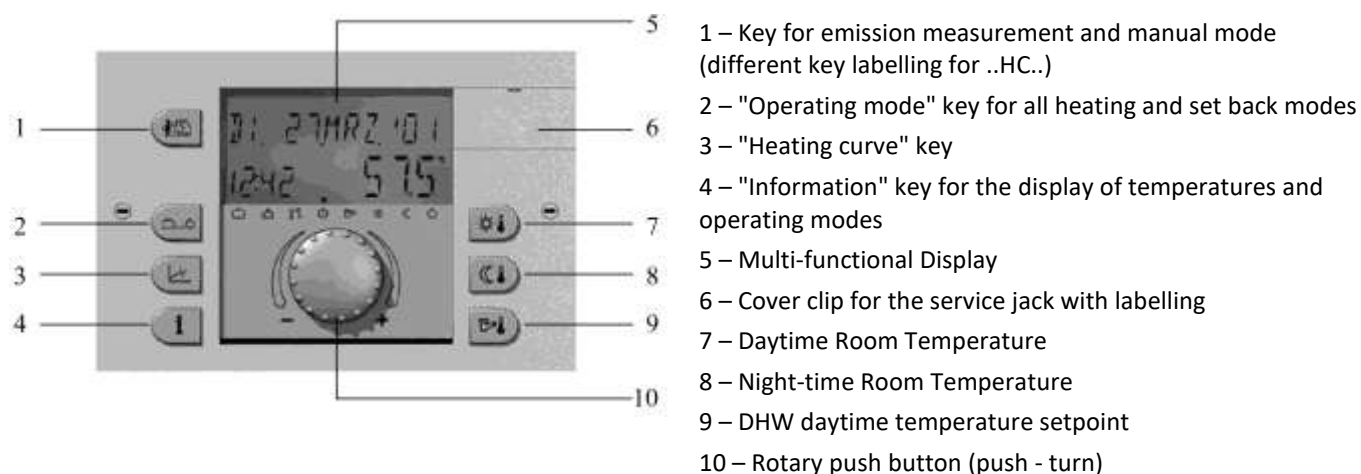 5
1
6
2
7
3
8
4
9
10
DI. 27.MRZ.'01
12:42 57.5°
i
- +
1 – Key for emission measurement and manual mode
(different key labelling for ..HC..)
2 – "Operating mode" key for all heating and set back modes
3 – "Heating curve" key
4 – "Information" key for the display of temperatures and
operating modes
5 – Multi-functional Display
6 – Cover clip for the service jack with labelling
7 – Daytime Room Temperature
8 – Night-time Room Temperature
9 – DHW daytime temperature setpoint
10 – Rotary push button (push - turn)